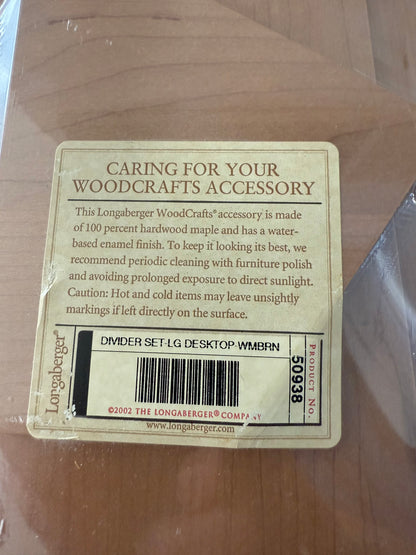 CARING FOR YOUR
WOODCRAFTS ACCESSORY
This Longaberger WoodCrafts® accessory is made
of 100 percent hardwood maple and has a water-
based enamel finish. To keep it looking its best, we
recommend periodic cleaning with furniture polish
and avoiding prolonged exposure to direct sunlight.
Caution: Hot and cold items may leave unsightly
markings if left directly on the surface.
Longaberger®
DIVIDER SET-LG DESKTOP-WMBRN
©2002 THE LONGABERGER® COMPANY
www.longaberger.com
PRODUCT NO.
50938